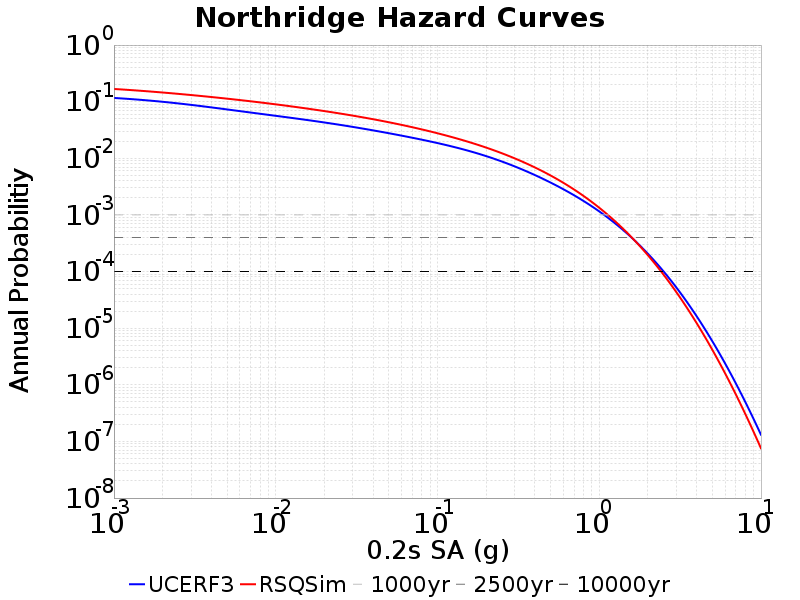 Northridge Hazard Curves
Annual Probabilitiy
10^0
10^-1
10^-2
10^-3
10^-4
10^-5
10^-6
10^-7
10^-8
10^-3 10^-2 10^-1 10^0 10^1
0.2s SA (g)
UCERF3 RSQSim 1000yr 2500yr 10000yr